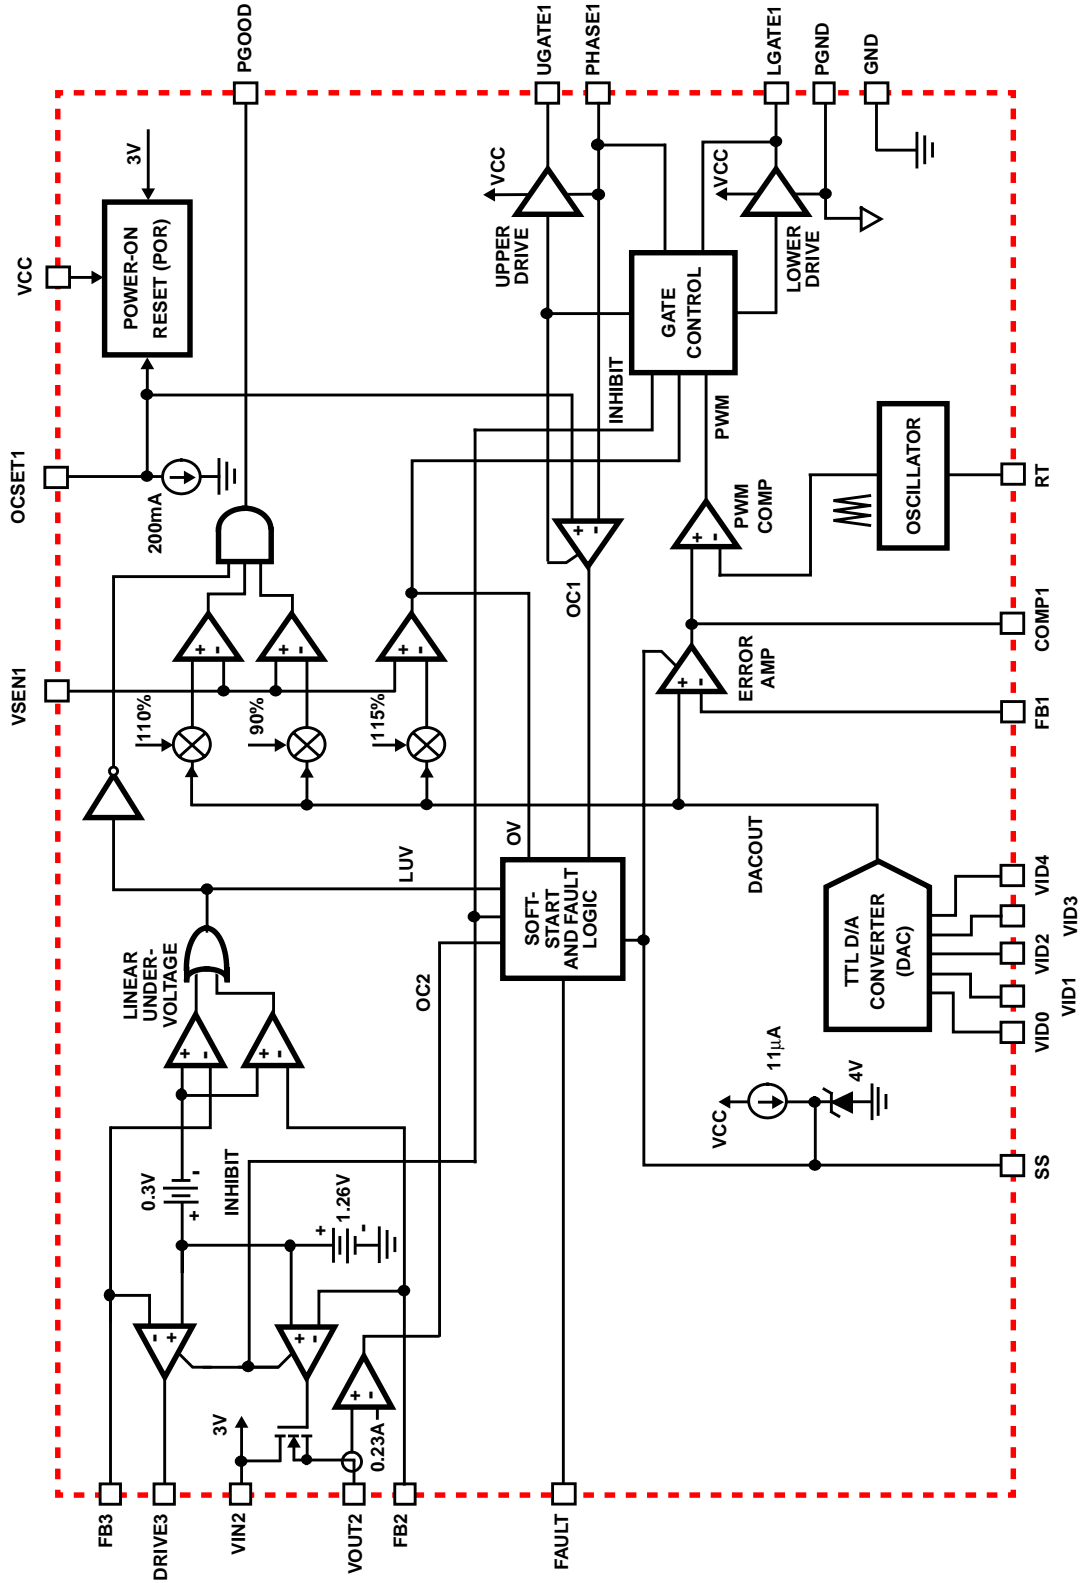 VSEN1
OCSET1
VCC
FB3
DRIVE3
VIN2
VOUT2
FB2
FAULT
3V
0.23A
0.3V
INHIBIT
1.26V
LINEAR
UNDER-
VOLTAGE
LUV
OC2
OV
OC1
110%
90%
115%
200mA
POWER-ON
RESET (POR)
3V
PGOOD
UGATE1
PHASE1
LGATE1
PGND
GND
VCC
UPPER
DRIVE
VCC
LOWER
DRIVE
INHIBIT
GATE
CONTROL
PWM
PWM
COMP
SOFT-
START
AND FAULT
LOGIC
ERROR
AMP
DACOUT
VCC
11μA
4V
TTL D/A
CONVERTER
(DAC)
OSCILLATOR
SS
VID0
VID1
VID2
VID3
VID4
FB1
COMP1
RT